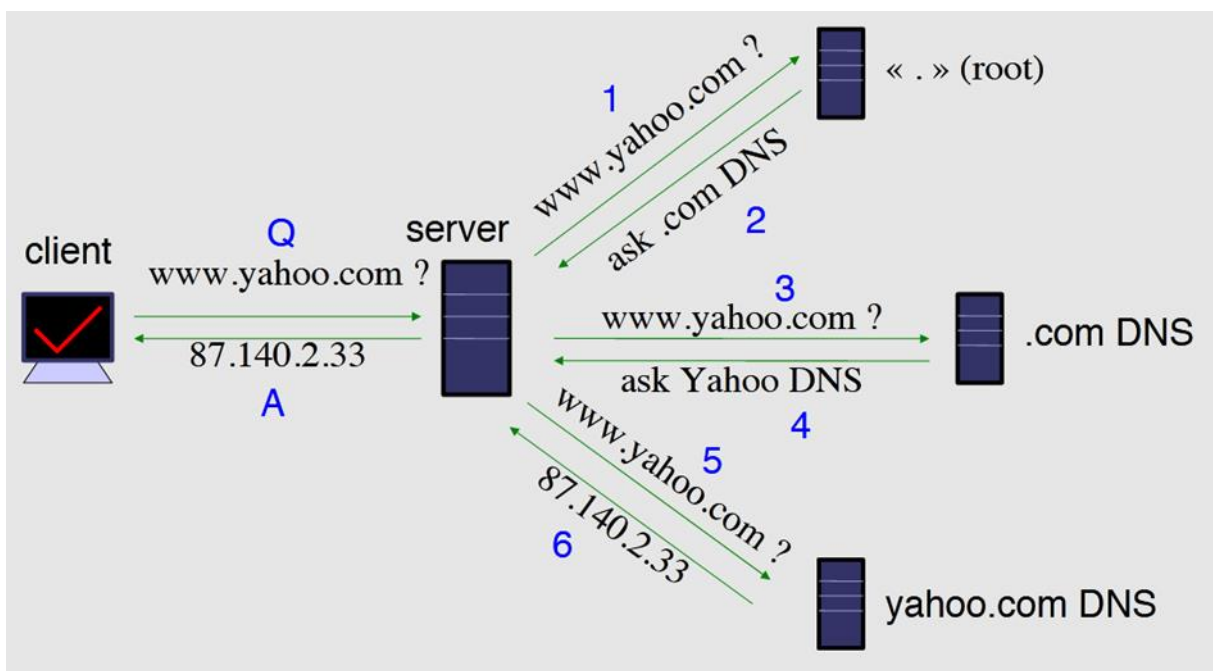 www.yahoo.com ?
« . » (root)
1
ask .com DNS
2
client
Q
server
www.yahoo.com ?
87.140.2.33
A
3
www.yahoo.com ?
.com DNS
ask Yahoo DNS
4
www.yahoo.com ?
5
87.140.2.33
6
yahoo.com DNS